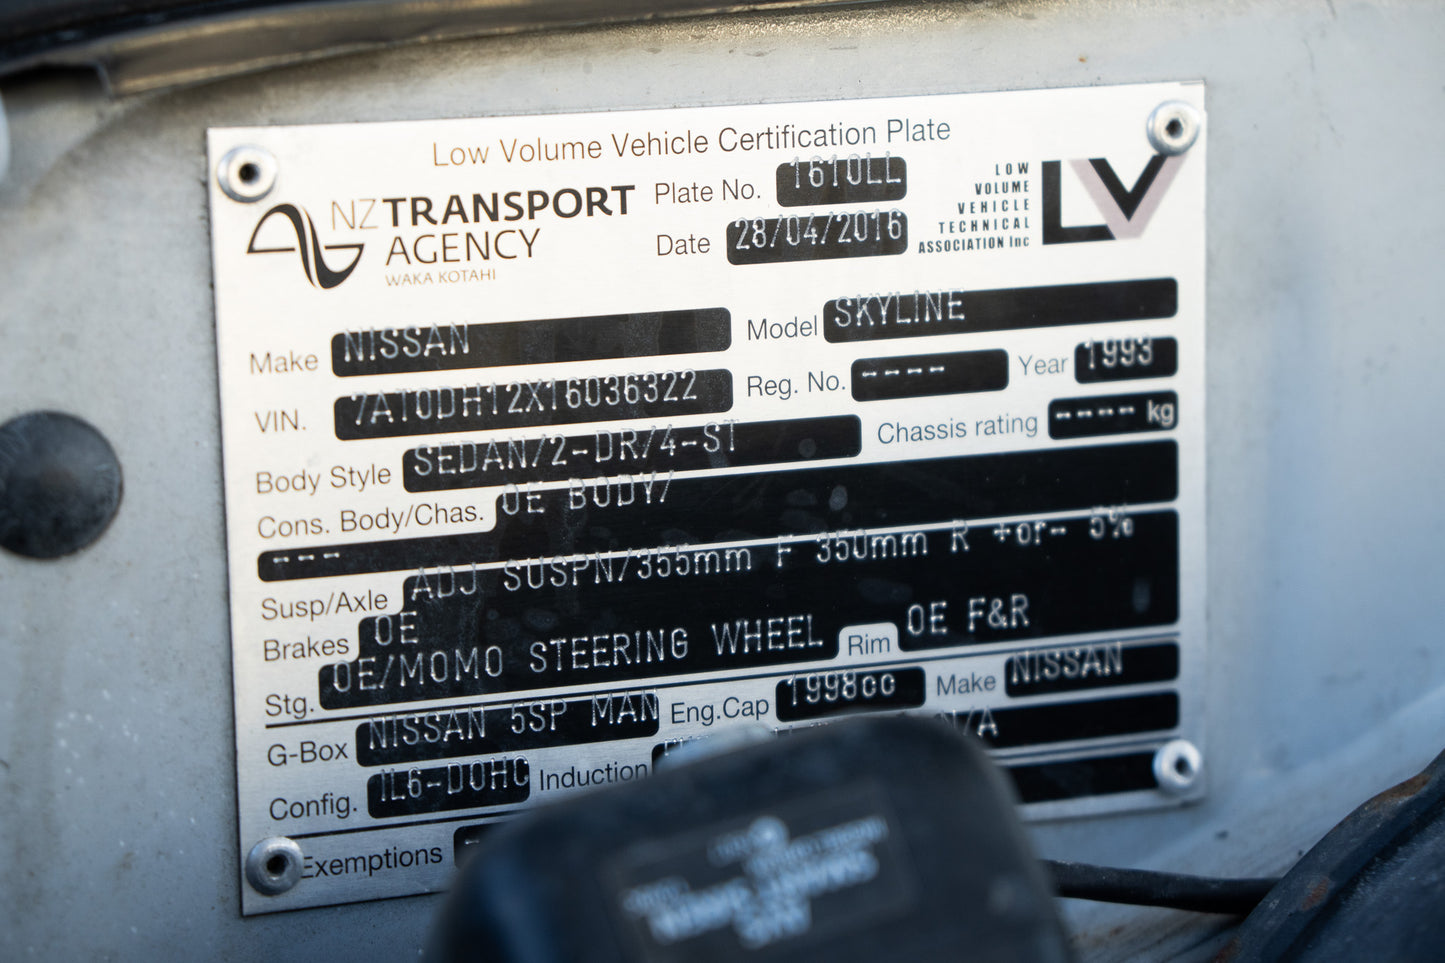 Low Volume Vehicle Certification Plate
NZTRANSPORT
AGENCY
WAKA KOTAHI
Plate No. 1610LL
Date 28/04/2016
LOW
VOLUME
VEHICLE
TECHNICAL
ASSOCIATION Inc
LV
Make NISSAN Model SKYLINE
VIN. 7AT0DH12X16036322 Reg. No. ---- Year 1993
Body Style SEDAN/2-DR/4-ST Chassis rating ---- kg
Cons. Body/Chas. OE BODY/
---
Susp/Axle ADJ SUSPN/355mm F 350mm R +or- 5%
Brakes OE
Stg. OE/MOMO STEERING WHEEL Rim OE F&R
G-Box NISSAN 5SP MAN Eng.Cap 1998cc Make NISSAN
Config. IL6-DOHC Induction N/A
Exemptions